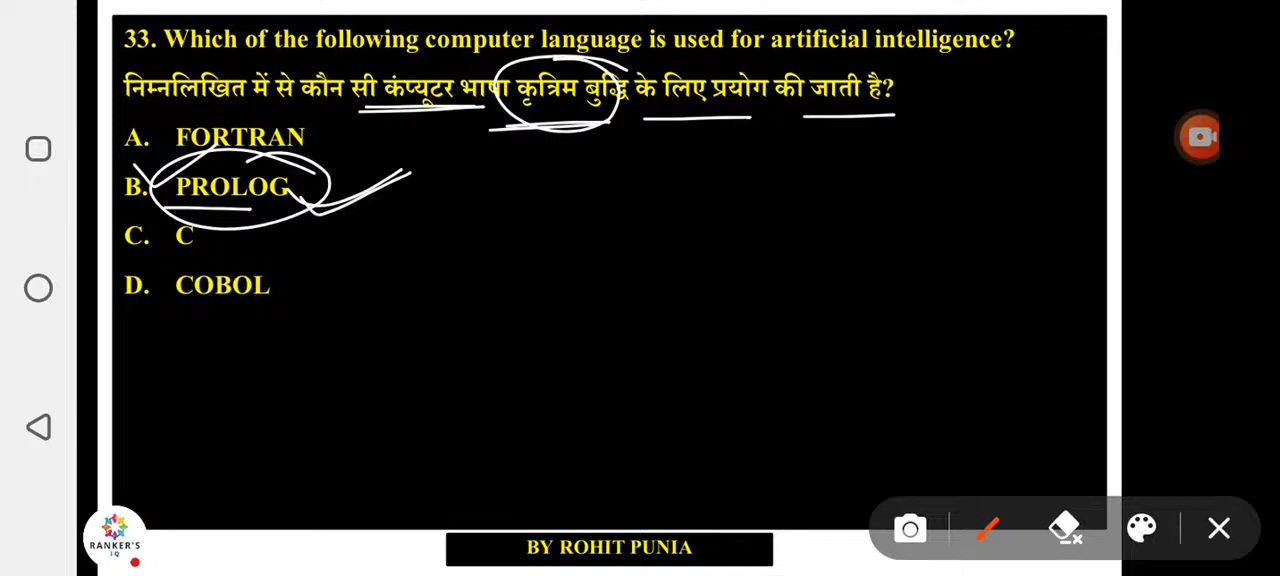 33. Which of the following computer language is used for artificial intelligence?
निम्नलिखित में से कौन सी कंप्यूटर भाषा कृत्रिम बुद्धि के लिए प्रयोग की जाती है?
A. FORTRAN
B. PROLOG
C. C
D. COBOL
RANKER'S
IQ
BY ROHIT PUNIA